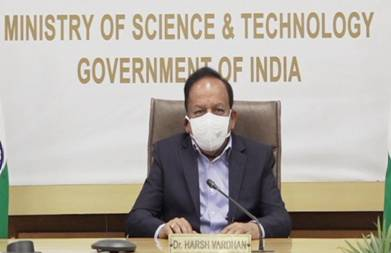 MINISTRY OF SCIENCE & TECHNOLOGY
GOVERNMENT OF INDIA
Dr. HARSH VARDHAN